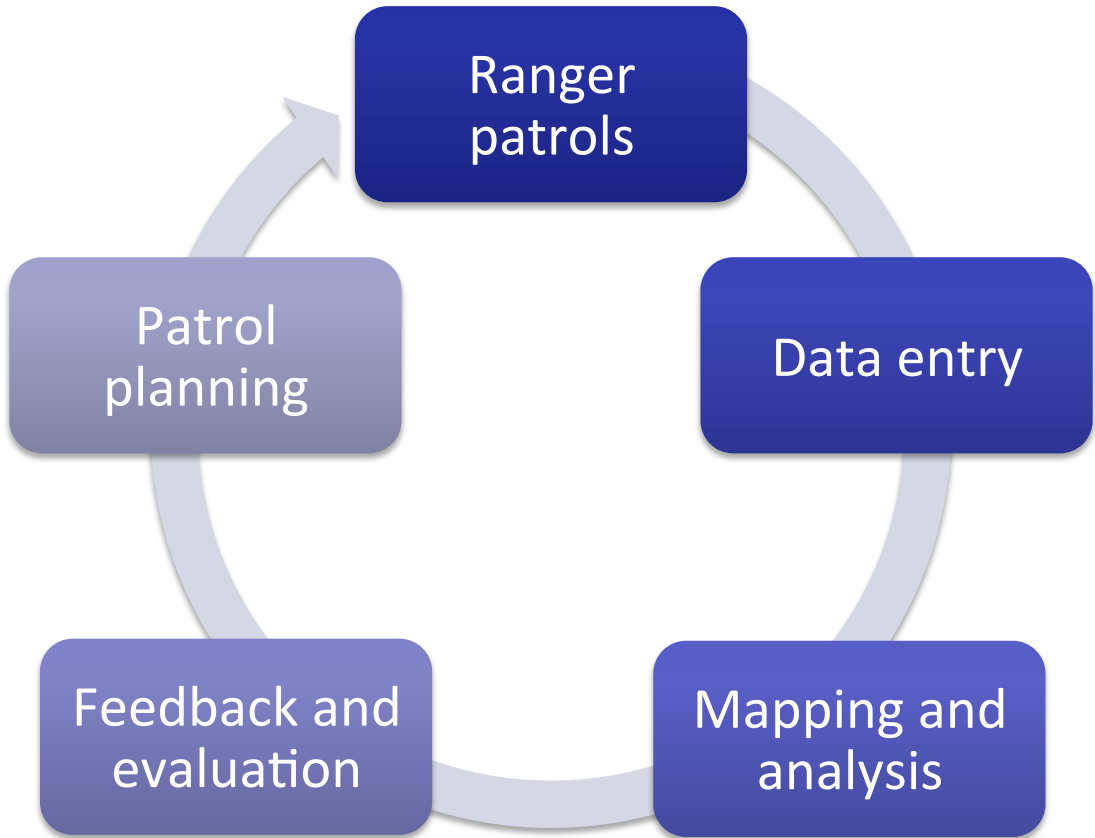 Ranger
patrols
Data entry
Mapping and
analysis
Feedback and
evaluation
Patrol
planning